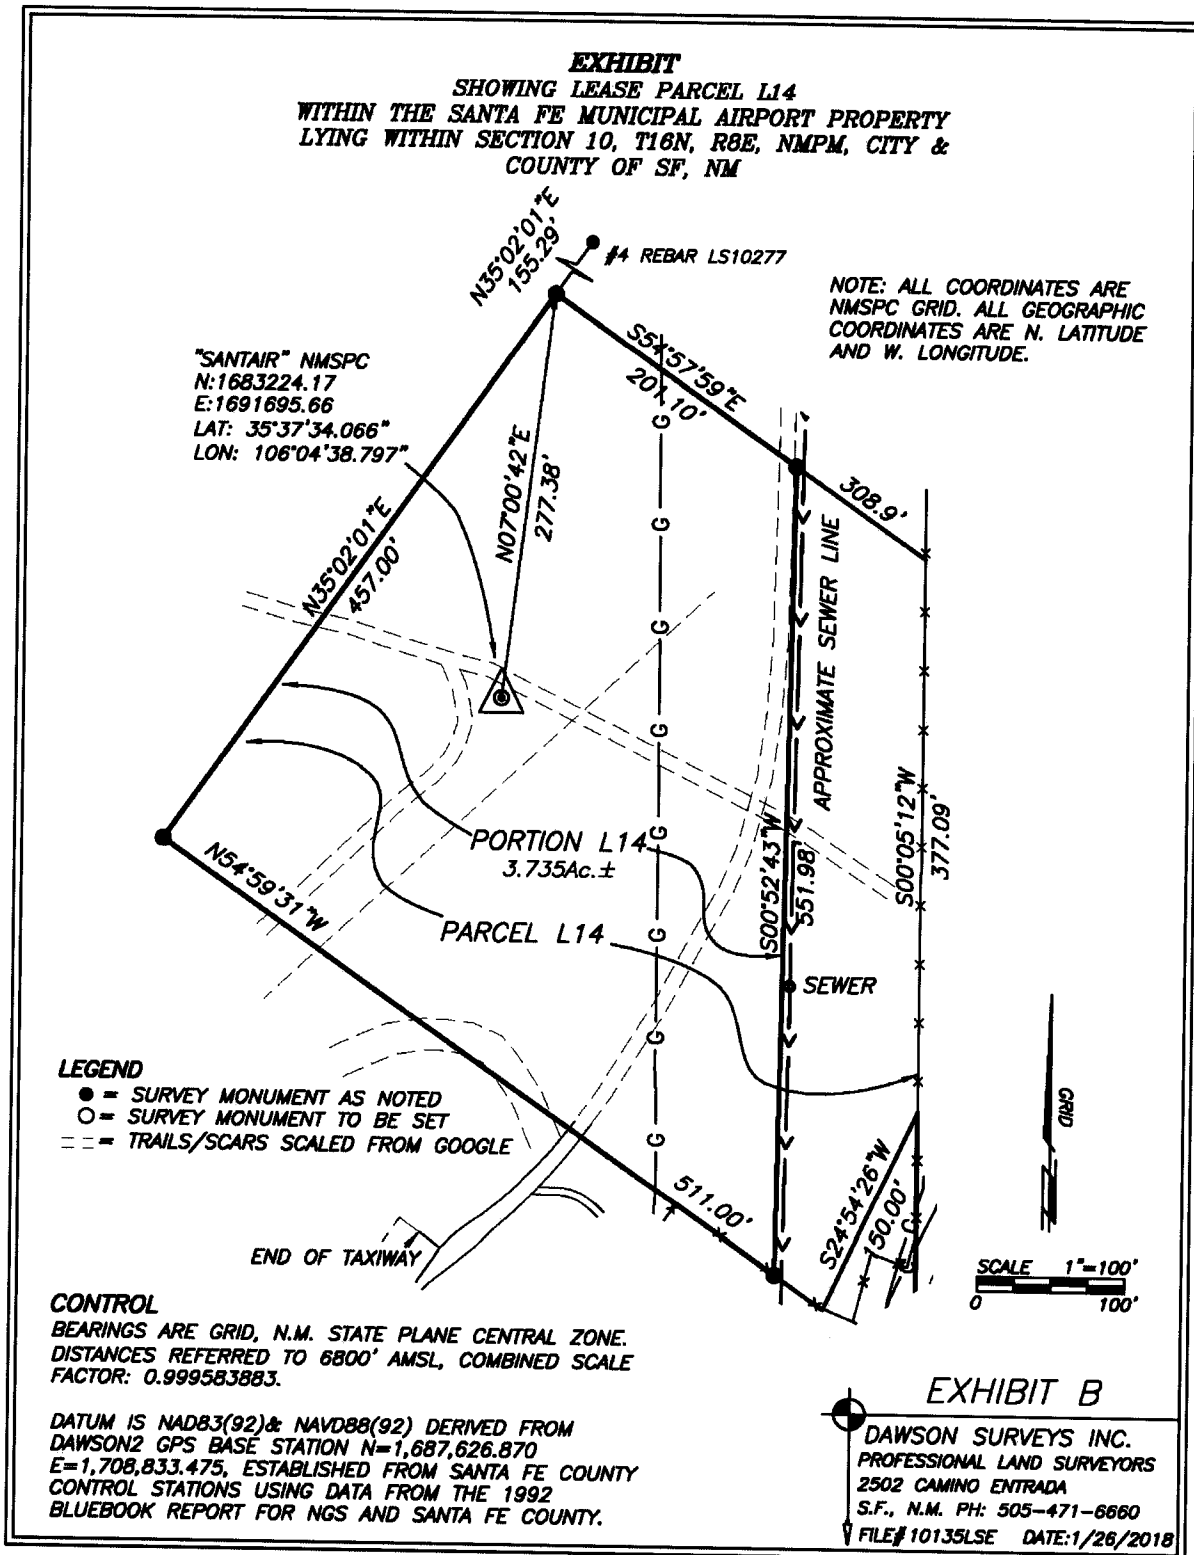 EXHIBIT
SHOWING LEASE PARCEL L14
WITHIN THE SANTA FE MUNICIPAL AIRPORT PROPERTY
LYING WITHIN SECTION 10, T16N, R8E, NMPM, CITY &
COUNTY OF SF, NM
N35°02'01"E
155.29'
#4 REBAR LS10277
NOTE: ALL COORDINATES ARE
NMSPC GRID. ALL GEOGRAPHIC
COORDINATES ARE N. LATITUDE
AND W. LONGITUDE.
"SANTAIR" NMSPC
N:1683224.17
E:1691695.66
LAT: 35°37'34.066"
LON: 106°04'38.797"
S54°57'59"E
201.10'
308.9'
N07°00'42"E
277.38'
N35°02'01"E
457.00'
G
G
G
G
G
G
G
G
APPROXIMATE SEWER LINE
S00°52'43"W
551.98'
S00°05'12"W
377.09'
PORTION L14
3.735Ac.±
PARCEL L14
N54°59'31"W
511.00'
SEWER
S24°54'26"W
150.00'
G
LEGEND
= SURVEY MONUMENT AS NOTED
= SURVEY MONUMENT TO BE SET
= TRAILS/SCARS SCALED FROM GOOGLE
END OF TAXIWAY
GRID
SCALE 1"=100'
0 100'
CONTROL
BEARINGS ARE GRID, N.M. STATE PLANE CENTRAL ZONE.
DISTANCES REFERRED TO 6800' AMSL, COMBINED SCALE
FACTOR: 0.999583883.
DATUM IS NAD83(92)& NAVD88(92) DERIVED FROM
DAWSON2 GPS BASE STATION N=1,687,626.870
E=1,708,833.475, ESTABLISHED FROM SANTA FE COUNTY
CONTROL STATIONS USING DATA FROM THE 1992
BLUEBOOK REPORT FOR NGS AND SANTA FE COUNTY.
EXHIBIT B
DAWSON SURVEYS INC.
PROFESSIONAL LAND SURVEYORS
2502 CAMINO ENTRADA
S.F., N.M. PH: 505-471-6660
FILE#10135LSE DATE:1/26/2018